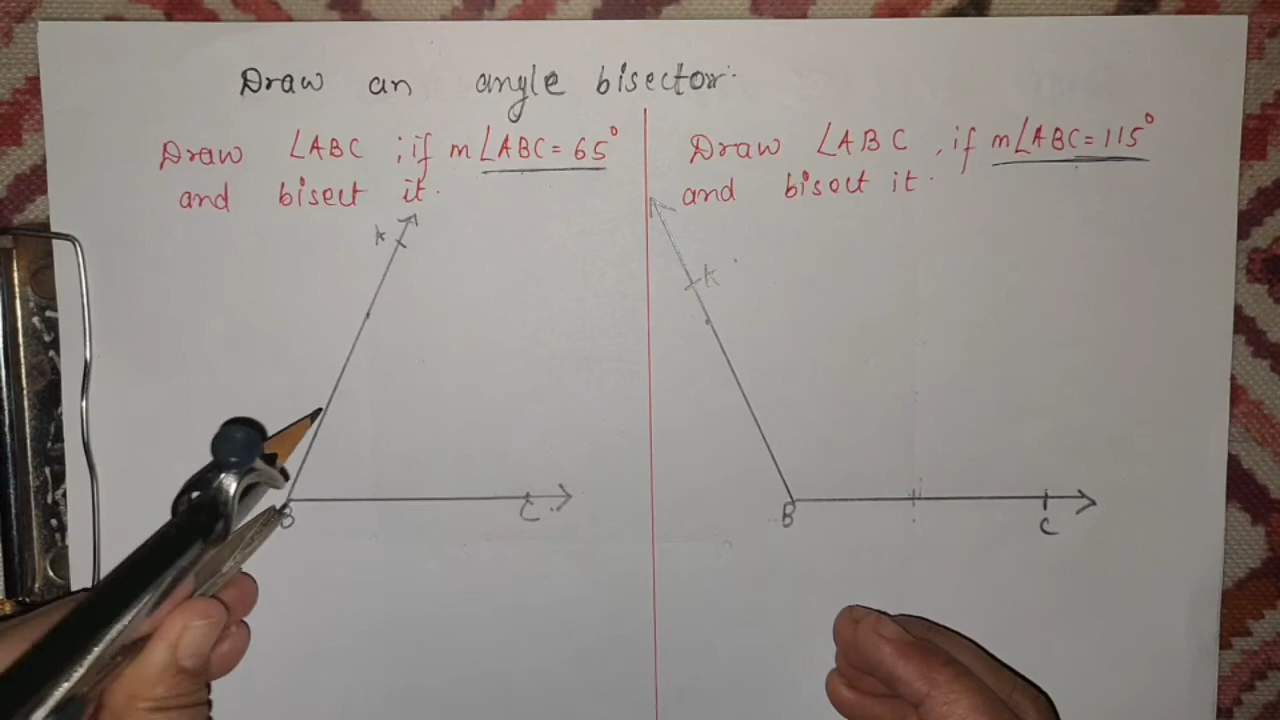 Draw an angle bisector.
Draw ∠ABC ; if m∠ABC = 65°
and bisect it.
A
B
C
Draw ∠ABC , if m∠ABC = 115°
and bisect it.
A
B
C